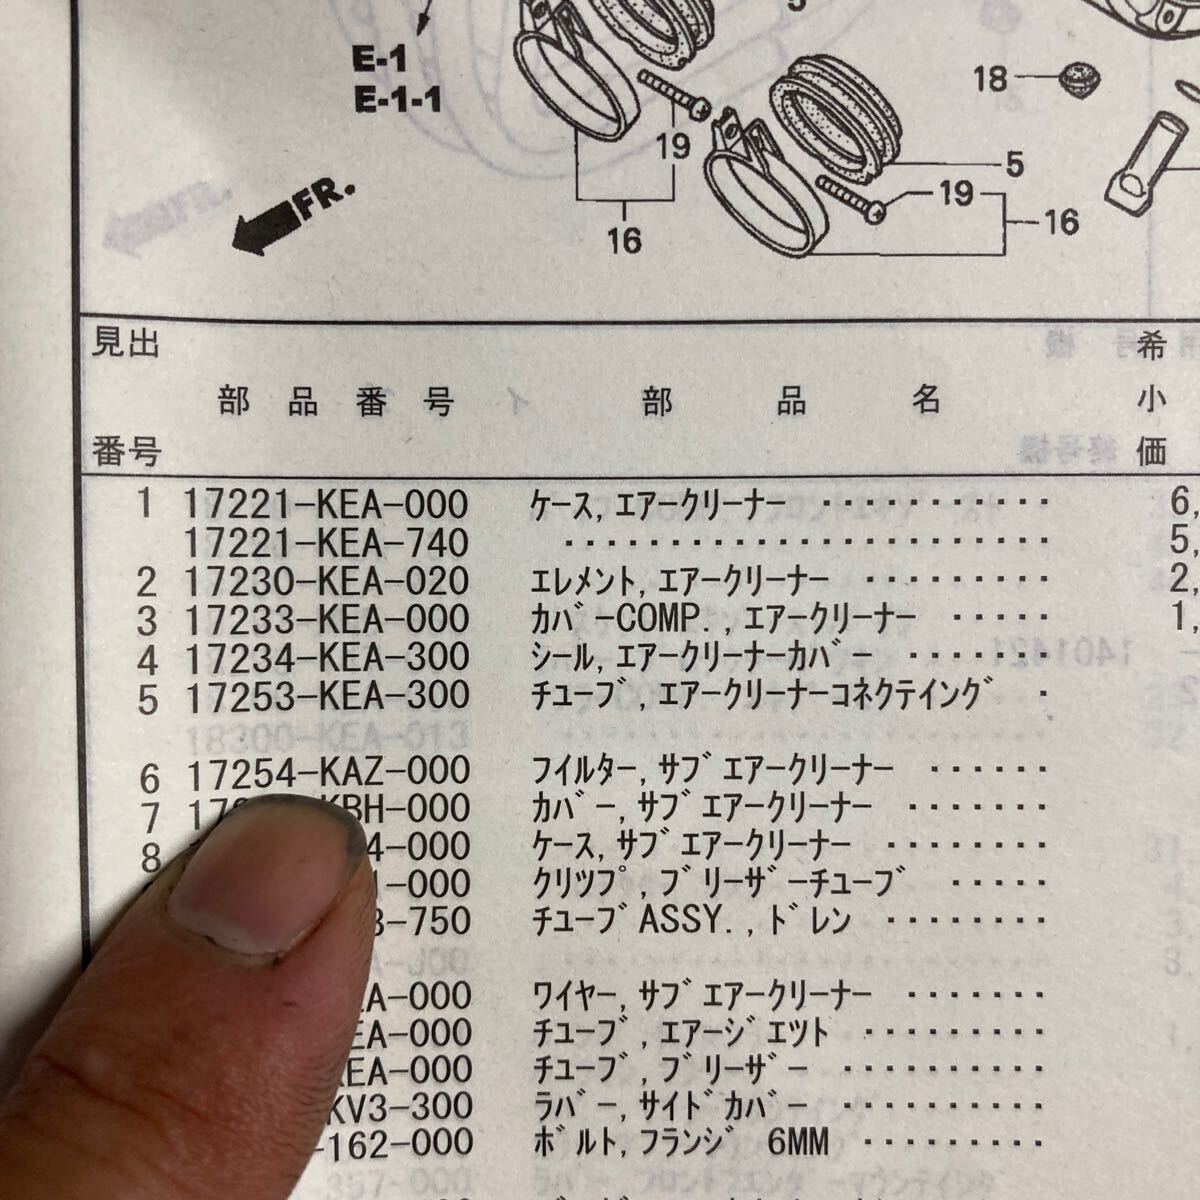 5
E-1
E-1-1
18
19
5
19
16
16
FR.
見出
希
部品番号 部品名
小
番号
価
1 17221-KEA-000 ケース,エアークリーナー ・・・・・・・・・・・ 6,
17221-KEA-740 ・・・・・・・・・・・・・・・・・・・・・・・ 5,
2 17230-KEA-020 エレメント,エアークリーナー ・・・・・・・・・ 2,
3 17233-KEA-000 カバーCOMP.,エアークリーナー ・・・・・ 1,
4 17234-KEA-300 シール,エアークリーナーカバー ・・・・・・・
5 17253-KEA-300 チューブ,エアークリーナーコネクテイング ・
6 17254-KAZ-000 フイルター,サブエアークリーナー ・・・・・・
7 KBH-000 カバー,サブエアークリーナー ・・・・・・・
8 4-000 ケース,サブエアークリーナー ・・・・・・・
1-000 クリツプ,ブリーザーチューブ ・・・・・
-750 チューブASSY.,ドレン ・・・・・・・・
A-000 ワイヤー,サブエアークリーナー ・・・・・・・
EA-000 チューブ,エアージエツト ・・・・・・・・・
KEA-000 チューブ,ブリーザー ・・・・・・・・・・
KV3-300 ラバー,サイドカバー ・・・・・・・・・・
-162-000 ボルト,フランジ 6MM ・・・・・・・・・